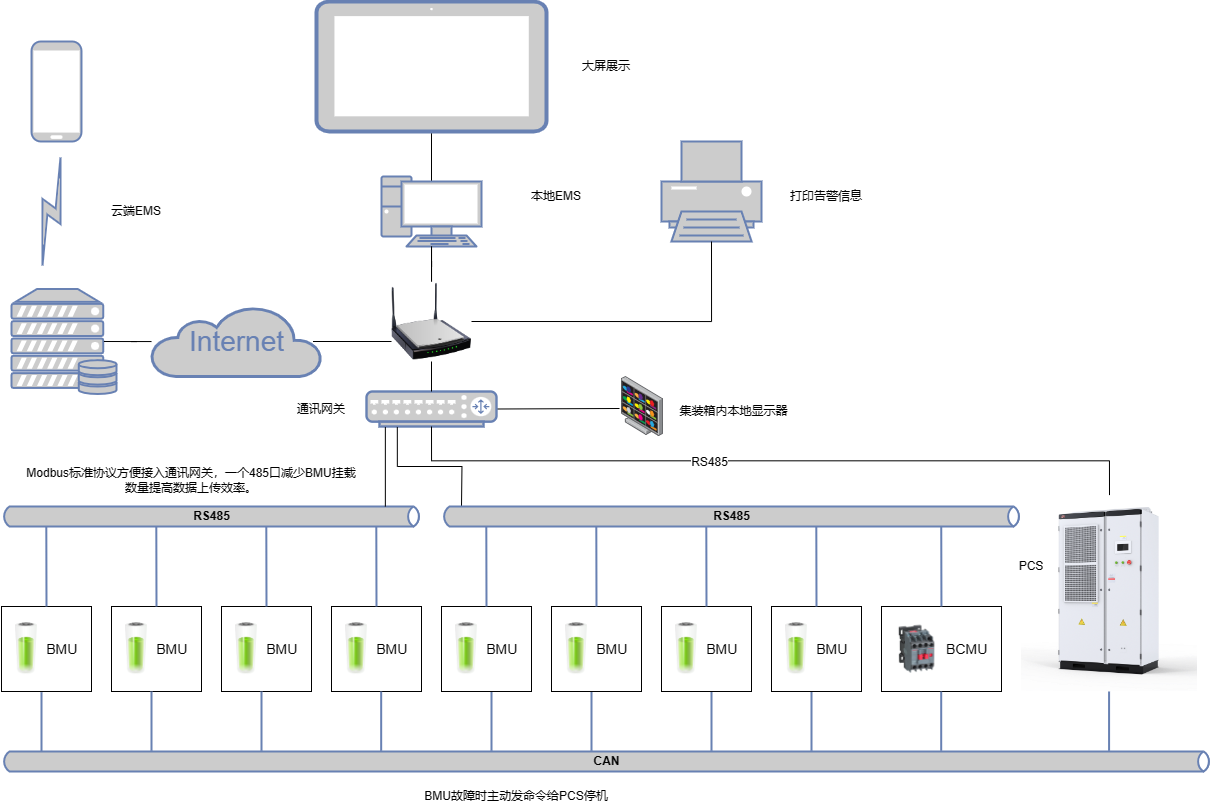 大屏展示
本地EMS
打印告警信息
云端EMS
Internet
通讯网关
集装箱内本地显示器
RS485
Modbus标准协议方便接入通讯网关，一个485口减少BMU挂载
数量提高数据上传效率。
RS485
RS485
PCS
BMU
BMU
BMU
BMU
BMU
BMU
BMU
BMU
BCMU
CAN
BMU故障时主动发命令给PCS停机